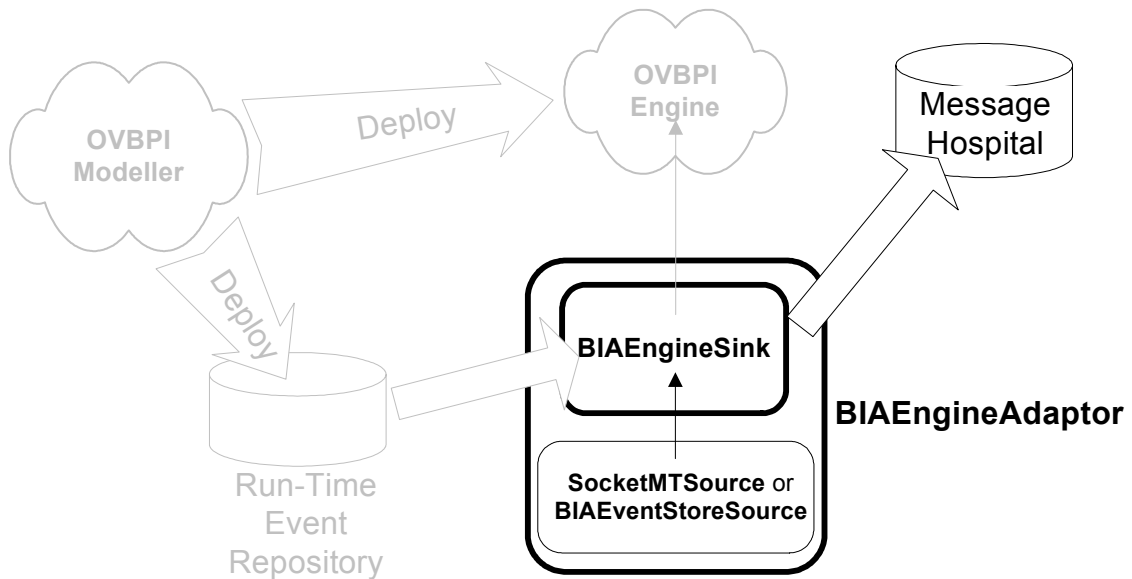 OVBPI
Modeller
Deploy
OVBPI
Engine
Message
Hospital
Deploy
BIAEngineSink
BIAEngineAdaptor
SocketMTSource or
BIAEventStoreSource
Run-Time
Event
Repository